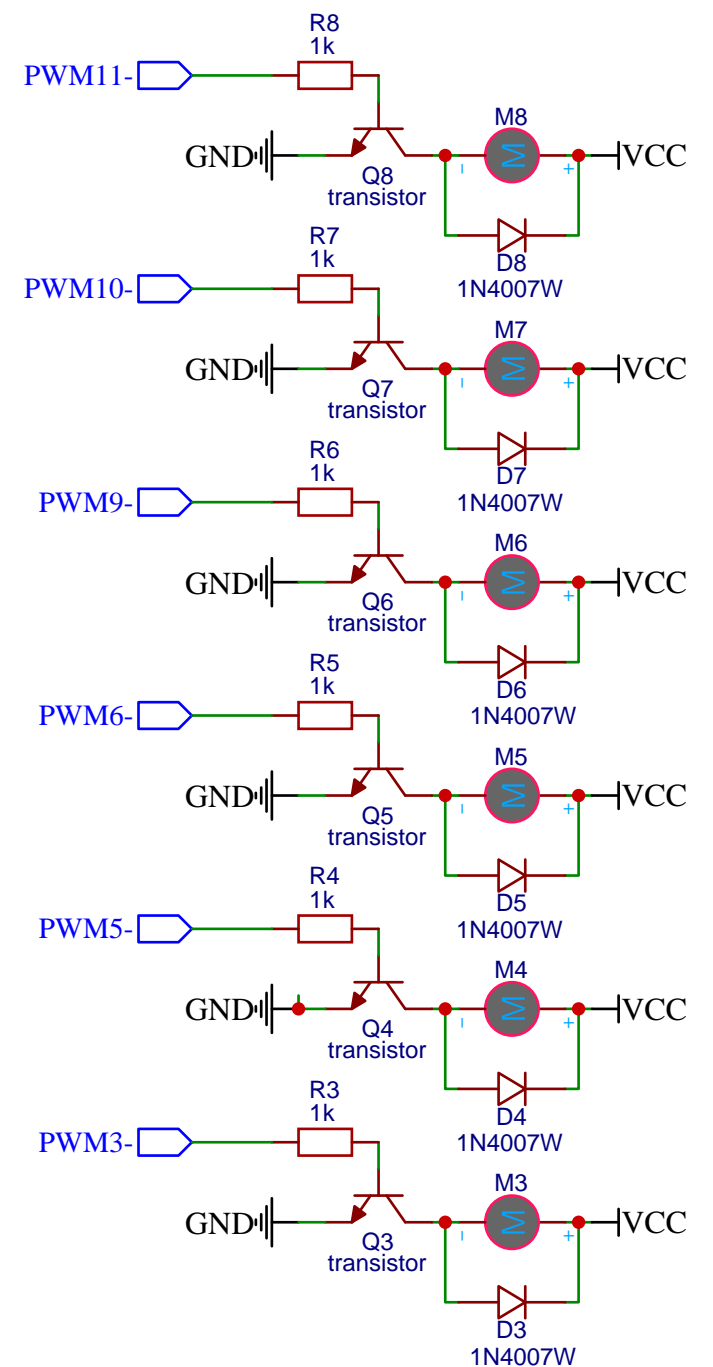 R8
1k
PWM11-
M8
GND
M
VCC
- +
Q8
transistor
D8
1N4007W
R7
1k
PWM10-
M7
GND
M
VCC
- +
Q7
transistor
D7
1N4007W
R6
1k
PWM9-
M6
GND
M
VCC
- +
Q6
transistor
D6
1N4007W
R5
1k
PWM6-
M5
GND
M
VCC
- +
Q5
transistor
D5
1N4007W
R4
1k
PWM5-
M4
GND
M
VCC
- +
Q4
transistor
D4
1N4007W
R3
1k
PWM3-
M3
GND
M
VCC
- +
Q3
transistor
D3
1N4007W